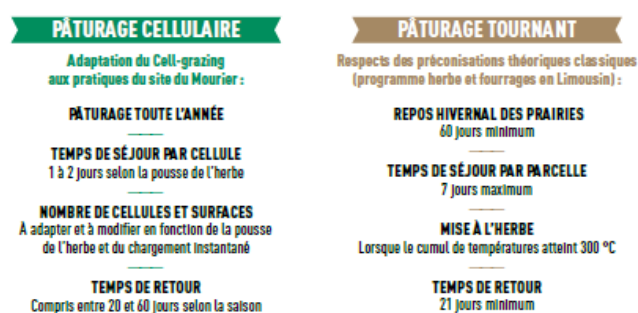 PÂTURAGE CELLULAIRE
Adaptation du Cell-grazing
aux pratiques du site du Mourier :
PÂTURAGE TOUTE L'ANNÉE
TEMPS DE SÉJOUR PAR CELLULE
1 à 2 jours selon la pousse de l'herbe
NOMBRE DE CELLULES ET SURFACES
À adapter et à modifier en fonction de la pousse
de l'herbe et du chargement instantané
TEMPS DE RETOUR
Compris entre 20 et 60 jours selon la saison
PÂTURAGE TOURNANT
Respects des préconisations théoriques classiques
(programme herbe et fourrages en Limousin) :
REPOS HIVERNAL DES PRAIRIES
60 jours minimum
TEMPS DE SÉJOUR PAR PARCELLE
7 jours maximum
MISE À L'HERBE
Lorsque le cumul de températures atteint 300 °C
TEMPS DE RETOUR
21 jours minimum